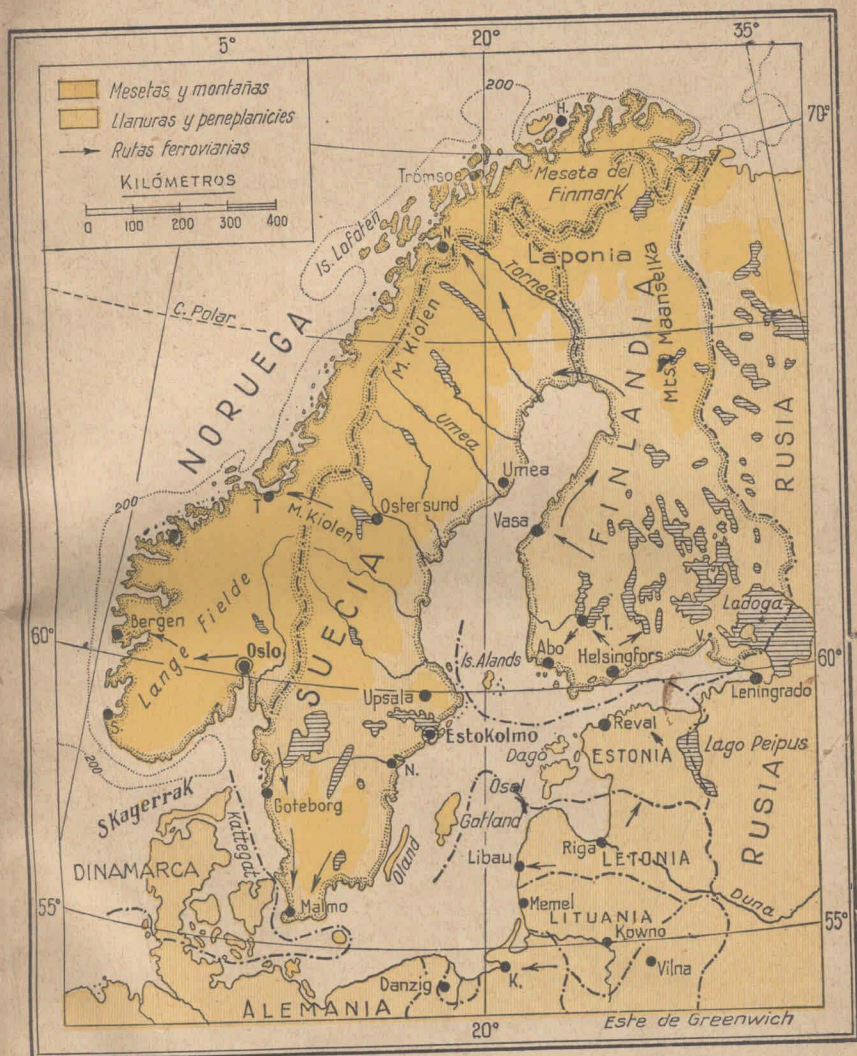 5°
20°
35°
Mesetas y montañas
Llanuras y peneplanicies
Rutas ferroviarias
KILÓMETROS
0 100 200 300 400
200
H.
70°
Tromsoe
Meseta del
Finmark
Is. Lofoten
N.
Laponia
Tornea
C. Polar
M. Kiolen
NORUEGA
FINLANDIA
Mts. Maanselka
RUSIA
Umea
Umea
200
T
M. Kiolen
Ostersund
Vasa
SUECIA
Bergen
Lange Fielde
60°
Oslo
T.
Ladoga
V.
Abo
Helsingfors
60°
Is. Alands
Leningrado
Upsala
S.
EstoKolmo
Reval
Dagö
ESTONIA
Lago Peipus
200
Skagerrak
N.
Osel
Goteborg
Kattegat
Gotland
Oland
RUSIA
DINAMARCA
Riga
LETONIA
Libau
Duna
55°
Malmo
Memel
LITUANIA
55°
Kowno
Vilna
Danzig
K.
ALEMANIA
20°
Este de Greenwich